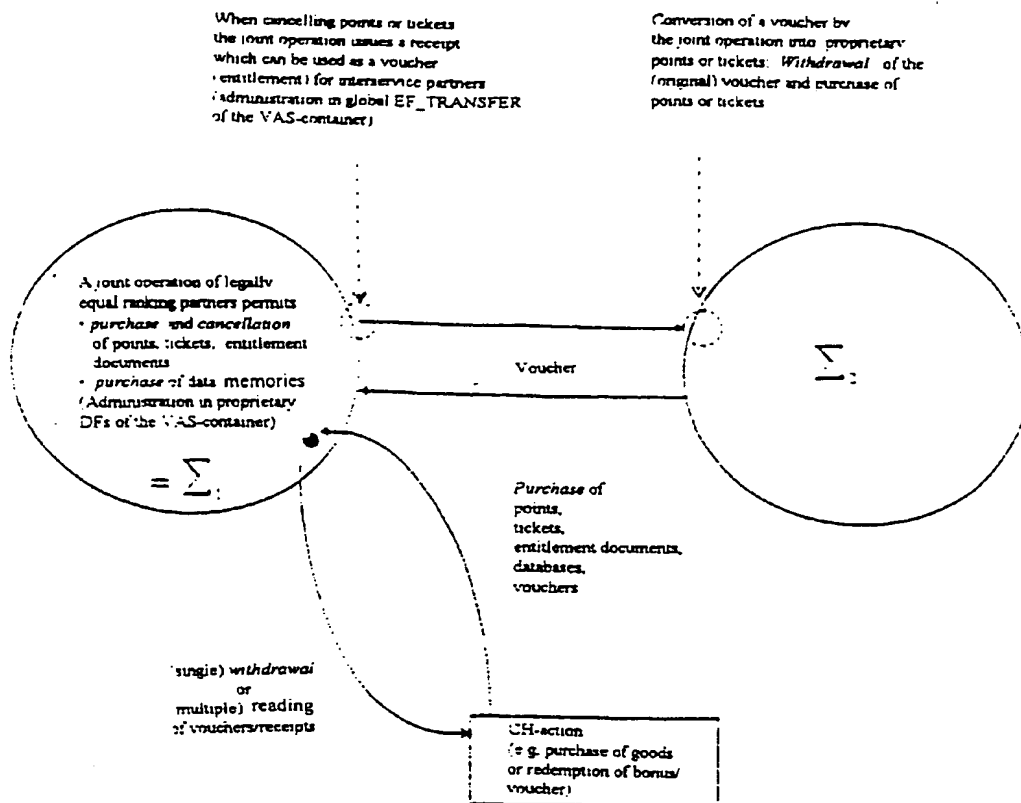 When cancelling points or tickets
the joint operation issues a receipt
which can be used as a voucher
(entitlement) for interservice partners
(administration in global EF_TRANSFER
of the VAS-container)
Conversion of a voucher by
the joint operation into proprietary
points or tickets: Withdrawal of the
(original) voucher and purchase of
points or tickets
A joint operation of legally
equal ranking partners permits
• purchase and cancellation
of points, tickets, entitlement
documents
• purchase of data memories
(Administration in proprietary
DFs of the VAS-container)
= Σ
Voucher
Σ
Purchase of
points,
tickets,
entitlement documents,
databases,
vouchers
(single) withdrawal
or
multiple) reading
of vouchers/receipts
CH-action
(e.g. purchase of goods
or redemption of bonus/
voucher)